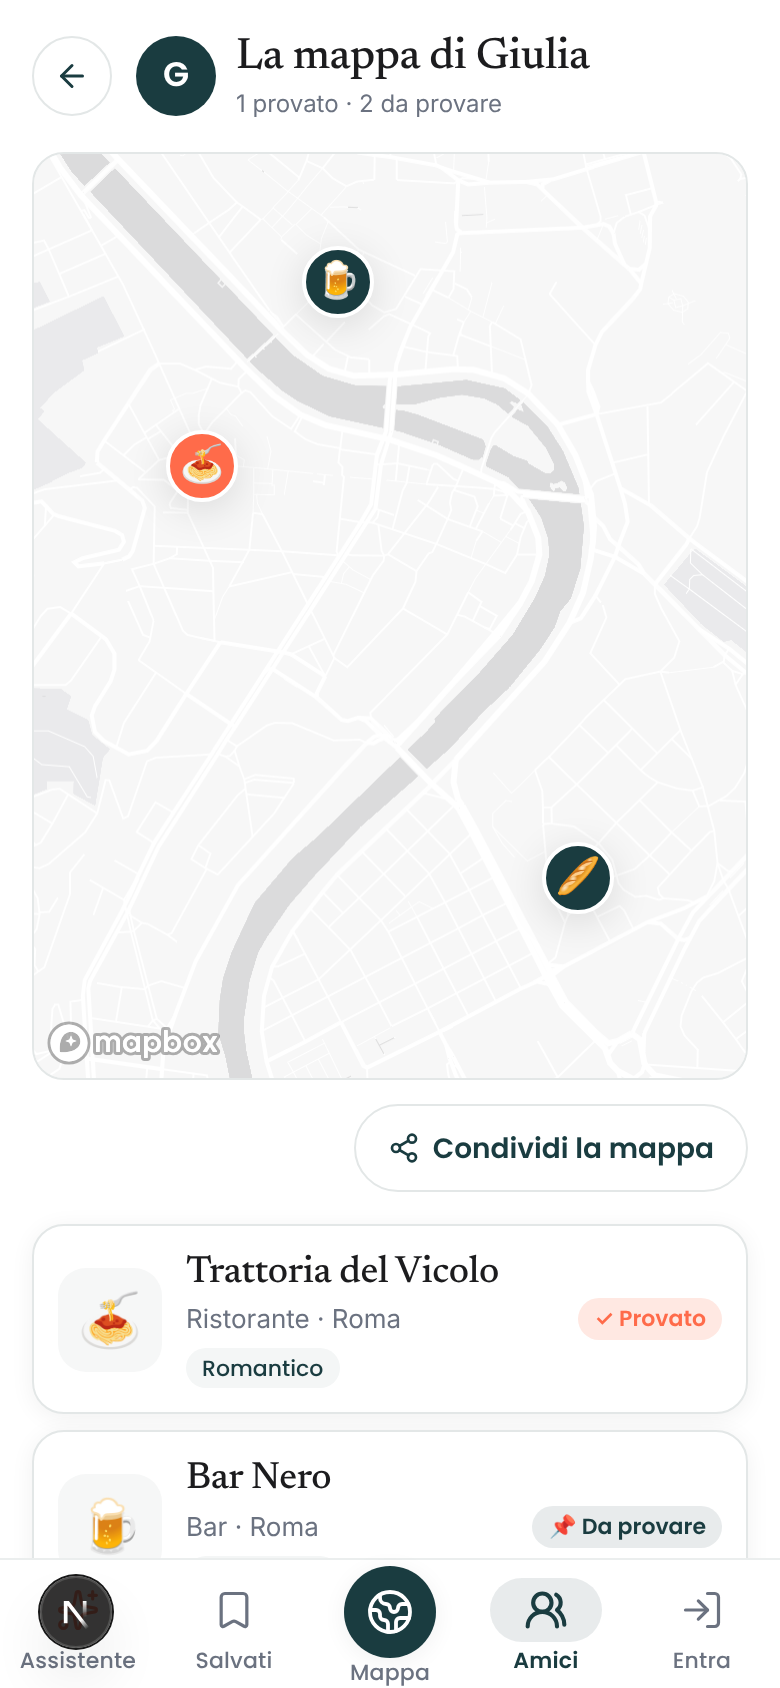 G
La mappa di Giulia
1 provato · 2 da provare
mapbox
Condividi la mappa
Trattoria del Vicolo
Ristorante · Roma
✓ Provato
Romantico
Bar Nero
Bar · Roma
📌 Da provare
N
Assistente
Salvati
Mappa
Amici
Entra